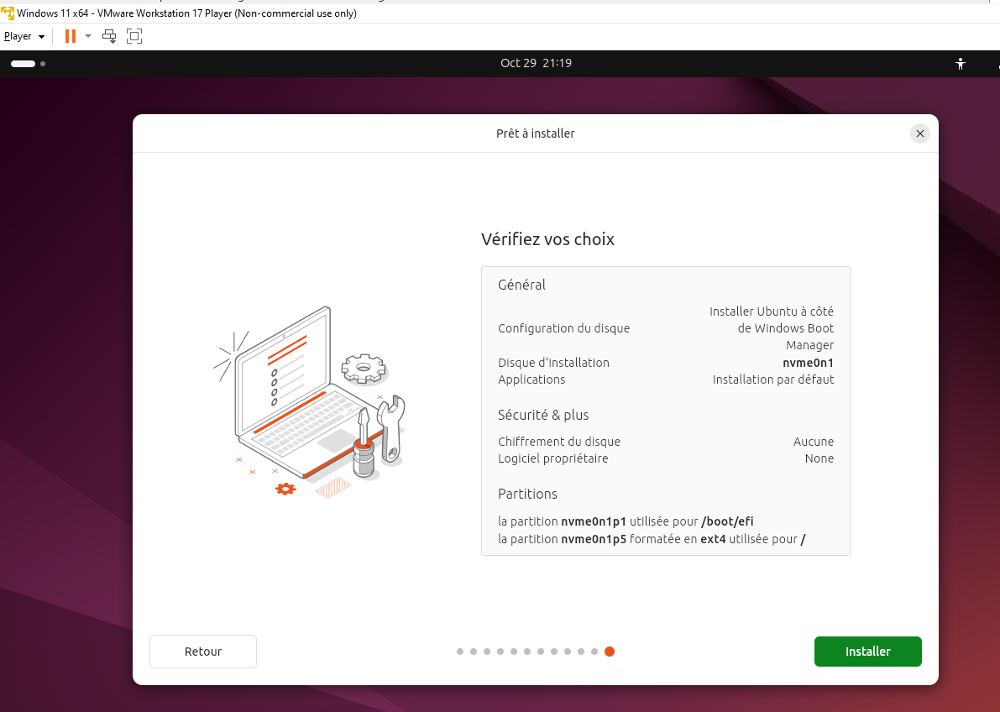 Windows 11 x64 - VMware Workstation 17 Player (Non-commercial use only)
Player
Oct 29 21:19
Prêt à installer
Vérifiez vos choix
Général
Configuration du disque
Installer Ubuntu à côté
de Windows Boot
Manager
Disque d'installation nvme0n1
Applications Installation par défaut
Sécurité & plus
Chiffrement du disque Aucune
Logiciel propriétaire None
Partitions
la partition nvme0n1p1 utilisée pour /boot/efi
la partition nvme0n1p5 formatée en ext4 utilisée pour /
Retour
Installer